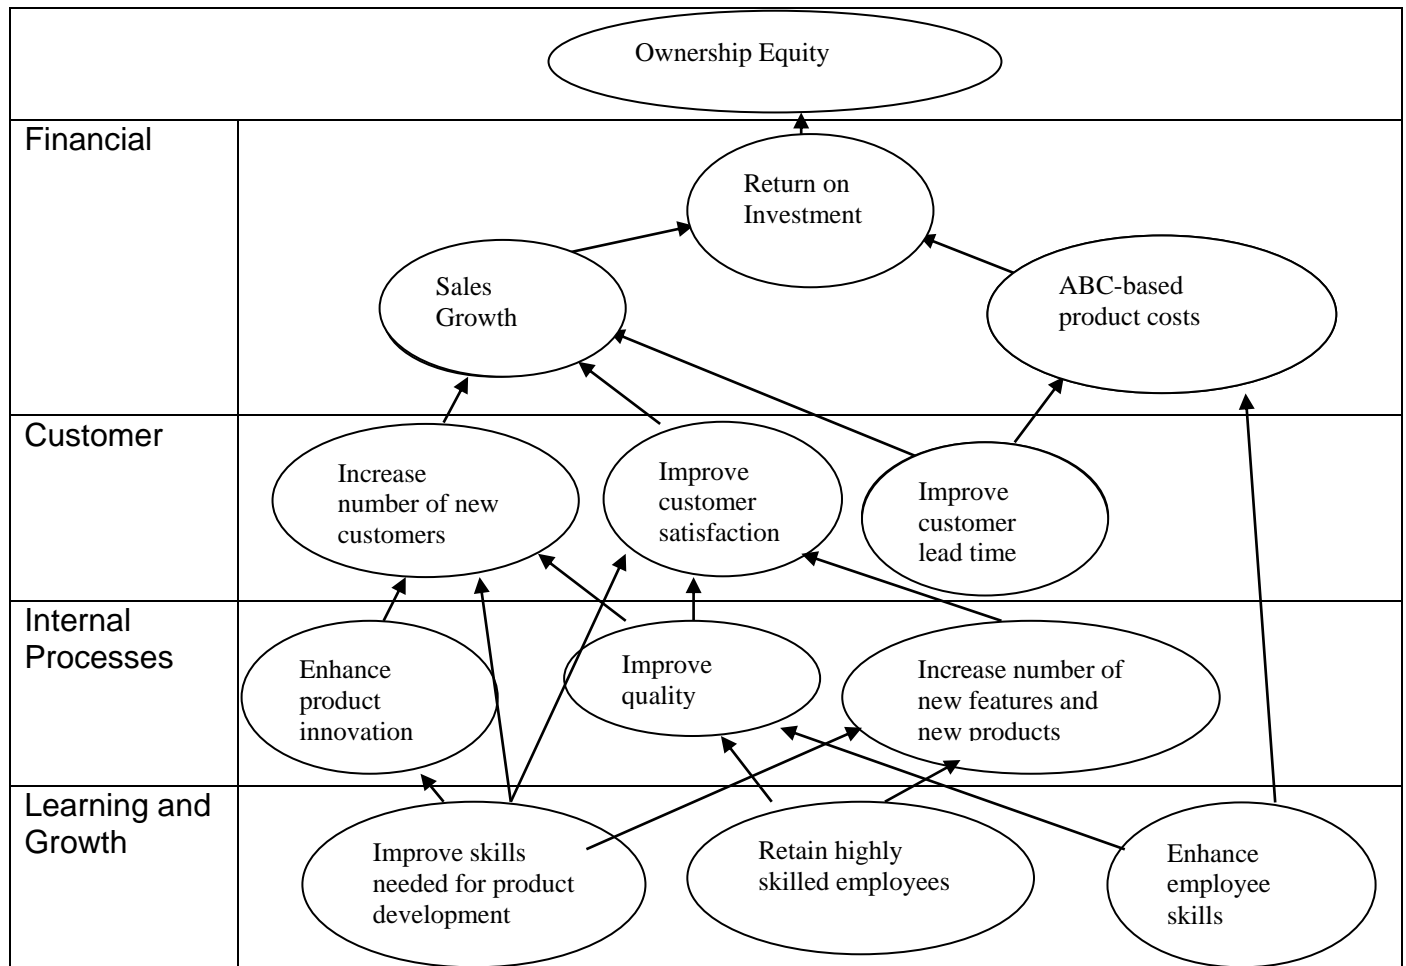 Ownership Equity
Financial
Return on
Investment
Sales
Growth
ABC-based
product costs
Customer
Increase
number of new
customers
Improve
customer
satisfaction
Improve
customer
lead time
Internal
Processes
Enhance
product
innovation
Improve
quality
Increase number of
new features and
new products
Learning and
Growth
Improve skills
needed for product
development
Retain highly
skilled employees
Enhance
employee
skills